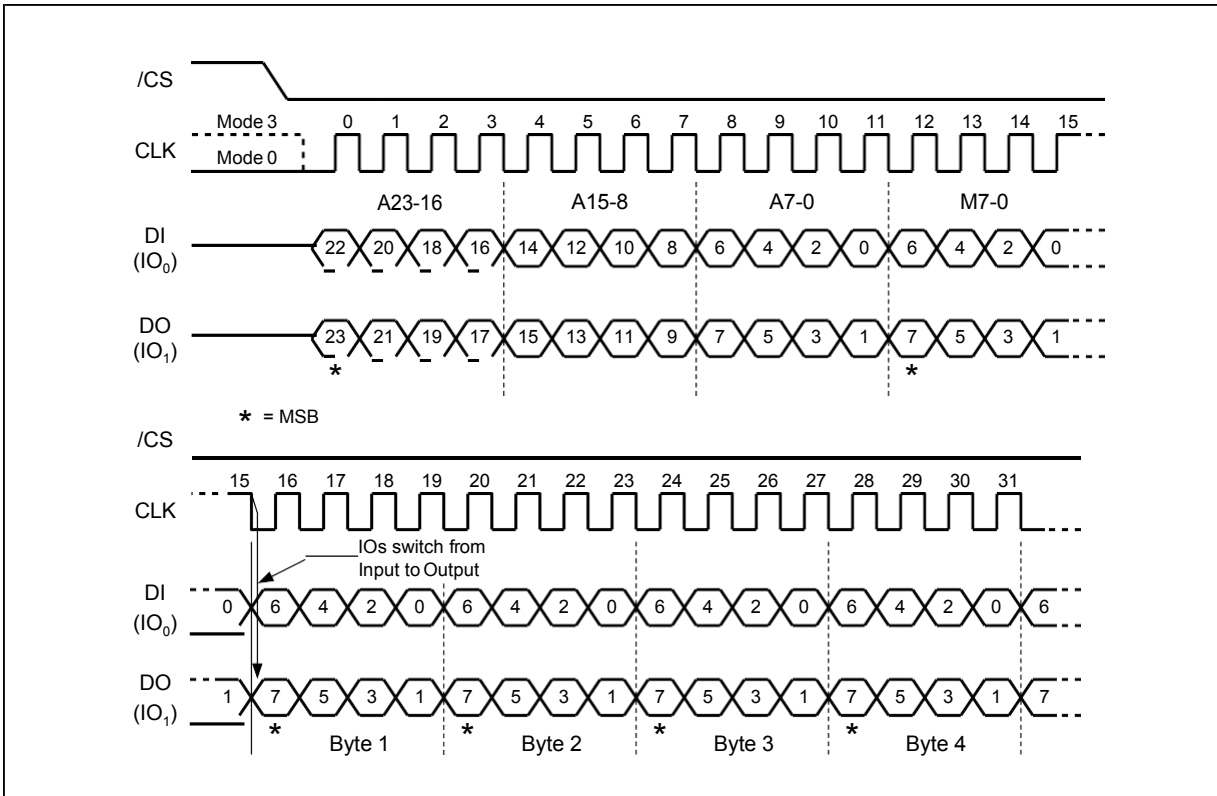 /CS
Mode 3 0 1 2 3 4 5 6 7 8 9 10 11 12 13 14 15
CLK
Mode 0
A23-16 A15-8 A7-0 M7-0
DI
(IO0)
22 20 18 16 14 12 10 8 6 4 2 0 6 4 2 0
DO
(IO1)
23 21 19 17 15 13 11 9 7 5 3 1 7 5 3 1
* *
* = MSB
/CS
15 16 17 18 19 20 21 22 23 24 25 26 27 28 29 30 31
CLK
IOs switch from
Input to Output
DI
(IO0)
0 6 4 2 0 6 4 2 0 6 4 2 0 6 4 2 0 6
DO
(IO1)
1 7 5 3 1 7 5 3 1 7 5 3 1 7 5 3 1 7
* * * *
Byte 1 Byte 2 Byte 3 Byte 4